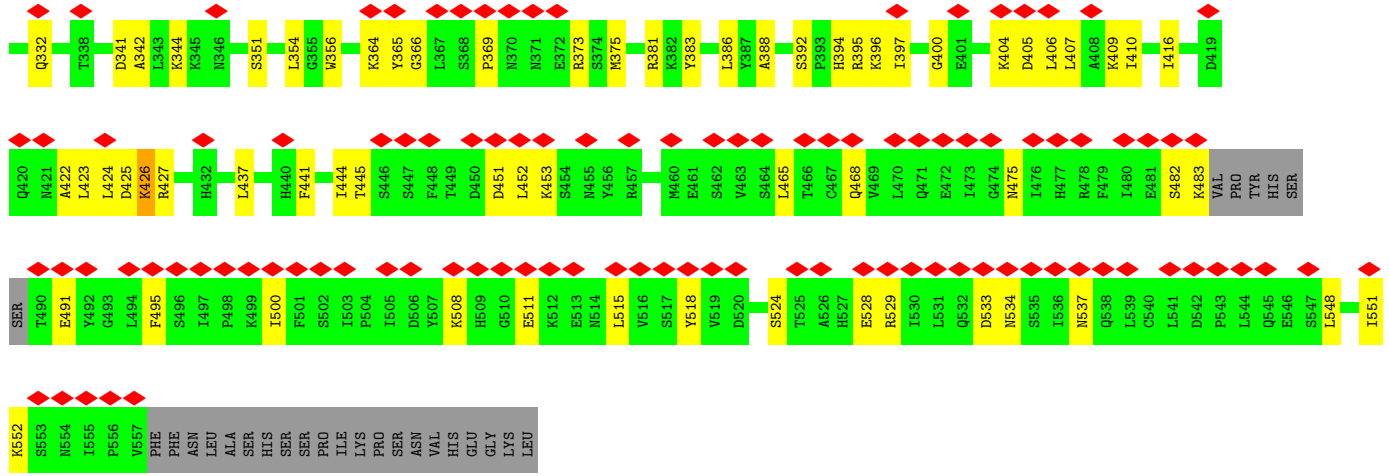 Q332 T338 D341 A342 L343 K344 K345 N346 S351 L354 G355 W356 K364 Y365 G366 L367 S368 P369 N370 N371 E372 R373 S374 M375 R381 K382 Y383 L386 Y387 A388 S392 P393 H394 R395 K396 I397 G400 E401 K404 D405 L406 L407 A408 K409 I410 I416 D419
Q420 N421 A422 L423 L424 D425 K426 R427 H432 L437 H440 F441 I444 T445 S446 S447 F448 T449 D450 D451 L452 K453 S454 N455 Y456 R457 M460 E461 S462 V463 S464 L465 T466 C467 Q468 V469 L470 Q471 E472 I473 G474 N475 I476 H477 R478 F479 I480 E481 S482 K483 VAL PRO TYR HIS SER
SER T490 E491 Y492 G493 L494 F495 S496 I497 P498 K499 I500 F501 S502 I503 P504 I505 D506 Y507 K508 H509 G510 E511 K512 E513 N514 L515 V516 S517 Y518 V519 D520 S524 T525 A526 H527 E528 R529 I530 L531 Q532 D533 N534 S535 I536 N537 Q538 L539 C540 L541 D542 P543 L544 Q545 E546 S547 L548 I551
K552 S553 N554 I555 P556 V557 PHE PHE ASN LEU ALA SER HIS SER SER PRO ILE LYS PRO SER ASN VAL HIS GLU GLY LYS LEU